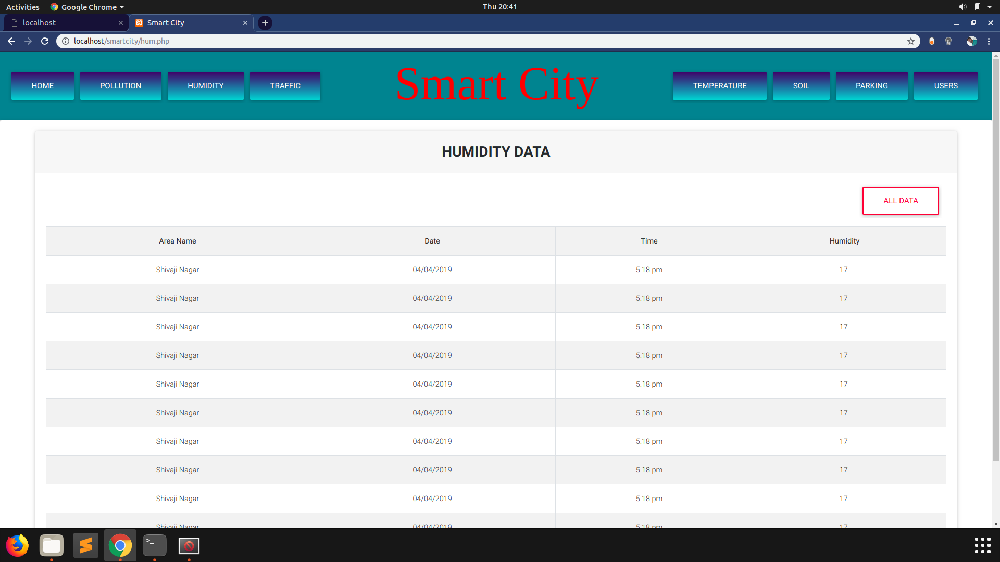 Activities Google Chrome Thu 20:41
localhost Smart City
localhost/smartcity/hum.php
HOME POLLUTION HUMIDITY TRAFFIC Smart City TEMPERATURE SOIL PARKING USERS
HUMIDITY DATA
ALL DATA
Area Name Date Time Humidity
Shivaji Nagar 04/04/2019 5.18 pm 17
Shivaji Nagar 04/04/2019 5.18 pm 17
Shivaji Nagar 04/04/2019 5.18 pm 17
Shivaji Nagar 04/04/2019 5.18 pm 17
Shivaji Nagar 04/04/2019 5.18 pm 17
Shivaji Nagar 04/04/2019 5.18 pm 17
Shivaji Nagar 04/04/2019 5.18 pm 17
Shivaji Nagar 04/04/2019 5.18 pm 17
Shivaji Nagar 04/04/2019 5.18 pm 17
Shivaji Nagar 04/04/2019 5.18 pm 17